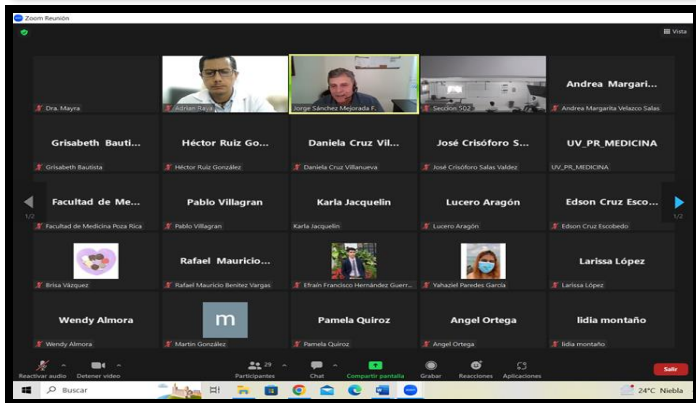 Zoom Reunión
Vista
Dra. Mayra
Adrian Raya
Jorge Sánchez Mejorada F.
Sección 502
Andrea Margari...
Andrea Margarita Velazco Salas
Grisabeth Bauti...
Grisabeth Bautista
Héctor Ruiz Go...
Héctor Ruiz González
Daniela Cruz Vil...
Daniela Cruz Villanueva
José Crisóforo S...
José Crisóforo Salas Valdez
UV_PR_MEDICINA
UV_PR_MEDICINA
1/2
Facultad de Me...
Facultad de Medicina Poza Rica
Pablo Villagran
Pablo Villagran
Karla Jacquelin
Karla Jacquelin
Lucero Aragón
Lucero Aragón
Edson Cruz Esco...
Edson Cruz Escobedo
1/2
Brisa Vázquez
Rafael Mauricio...
Rafael Mauricio Benitez Vargas
Efraín Francisco Hernández Guerr...
Yahaziel Paredes García
Larissa López
Larissa López
Wendy Almora
Wendy Almora
m
Martín González
Pamela Quiroz
Pamela Quiroz
Angel Ortega
Angel Ortega
lidia montaño
lidia montaño
Reactivar audio
Detener video
29
Participantes
Chat
Compartir pantalla
Grabar
Reacciones
Aplicaciones
Salir
Buscar
24°C Niebla